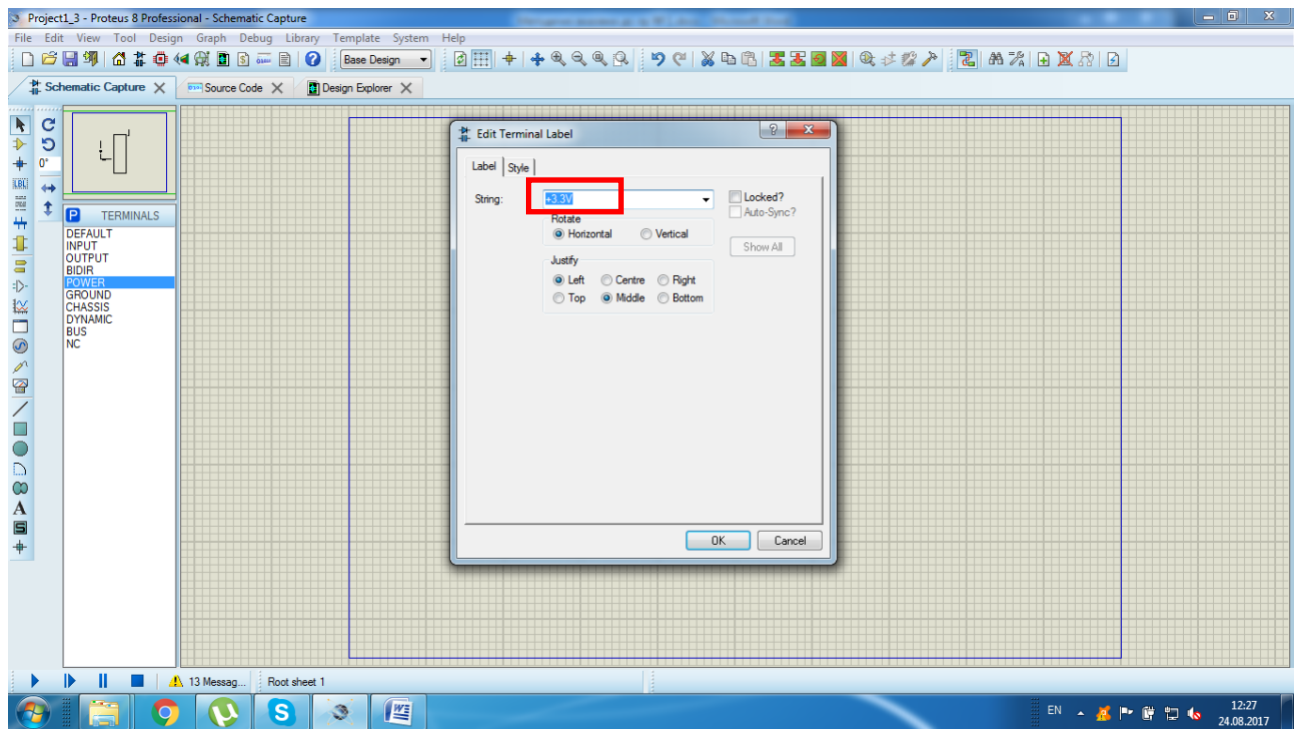 Project1_3 - Proteus 8 Professional - Schematic Capture
File Edit View Tool Design Graph Debug Library Template System Help
Base Design
Schematic Capture Source Code Design Explorer
0°
LBL
P TERMINALS
DEFAULT
INPUT
OUTPUT
BIDIR
POWER
GROUND
CHASSIS
DYNAMIC
BUS
NC
A
S
Edit Terminal Label
Label Style
String: +3.3V Locked?
Auto-Sync?
Rotate
Horizontal Vertical
Show All
Justify
Left Centre Right
Top Middle Bottom
OK Cancel
13 Messag... Root sheet 1
EN 12:27
24.08.2017